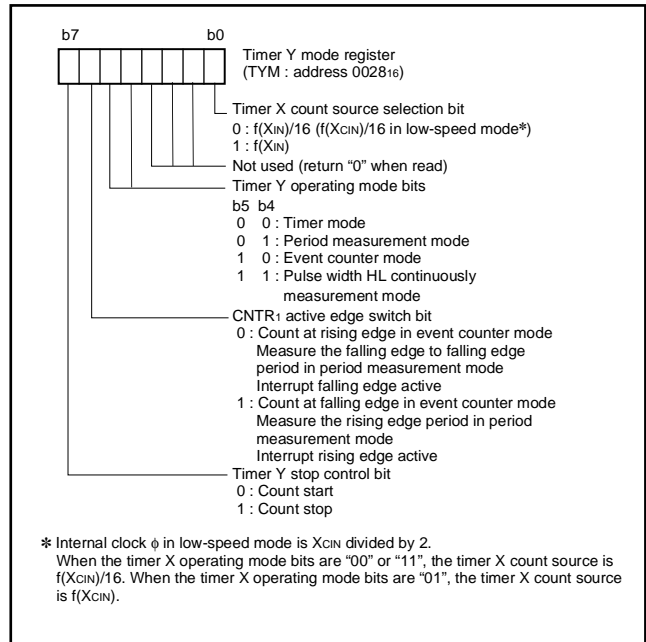 b7 b0
Timer Y mode register
(TYM : address 002816)
Timer X count source selection bit
0 : f(XIN)/16 (f(XCIN)/16 in low-speed mode✻)
1 : f(XIN)
Not used (return “0” when read)
Timer Y operating mode bits
b5 b4
0 0 : Timer mode
0 1 : Period measurement mode
1 0 : Event counter mode
1 1 : Pulse width HL continuously
measurement mode
CNTR1 active edge switch bit
0 : Count at rising edge in event counter mode
Measure the falling edge to falling edge
period in period measurement mode
Interrupt falling edge active
1 : Count at falling edge in event counter mode
Measure the rising edge period in period
measurement mode
Interrupt rising edge active
Timer Y stop control bit
0 : Count start
1 : Count stop
✻ Internal clock ϕ in low-speed mode is XCIN divided by 2.
When the timer X operating mode bits are “00” or “11”, the timer X count source is
f(XCIN)/16. When the timer X operating mode bits are “01”, the timer X count source
is f(XCIN).